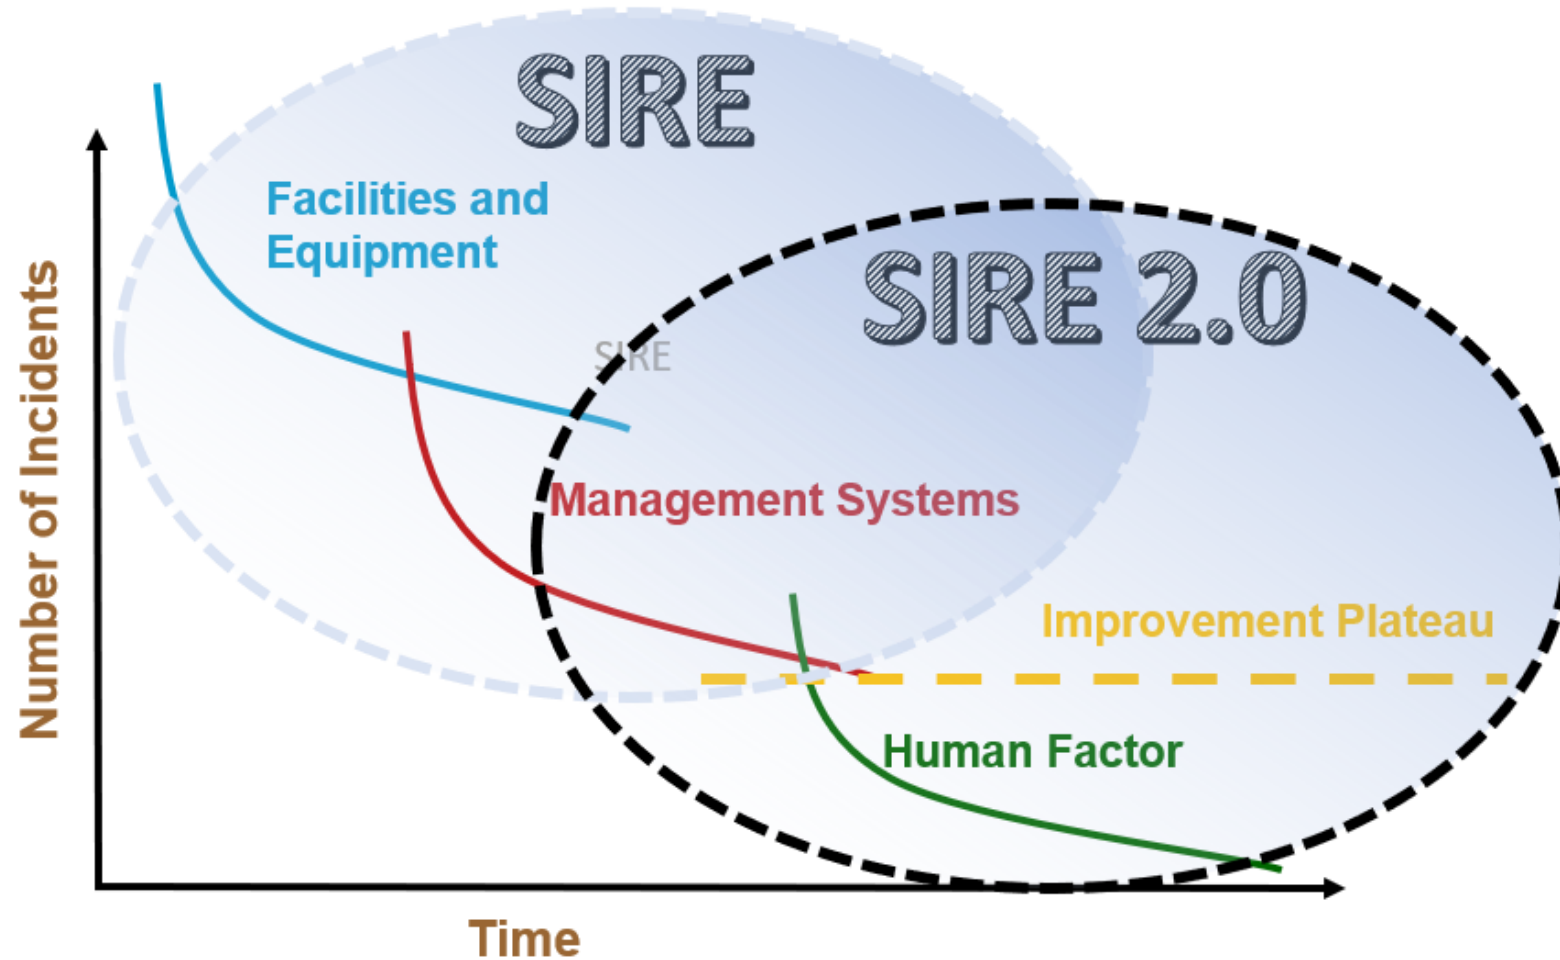 SIRE
Facilities and
Equipment
SIRE 2.0
SIRE
Management Systems
Improvement Plateau
Human Factor
Number of Incidents
Time